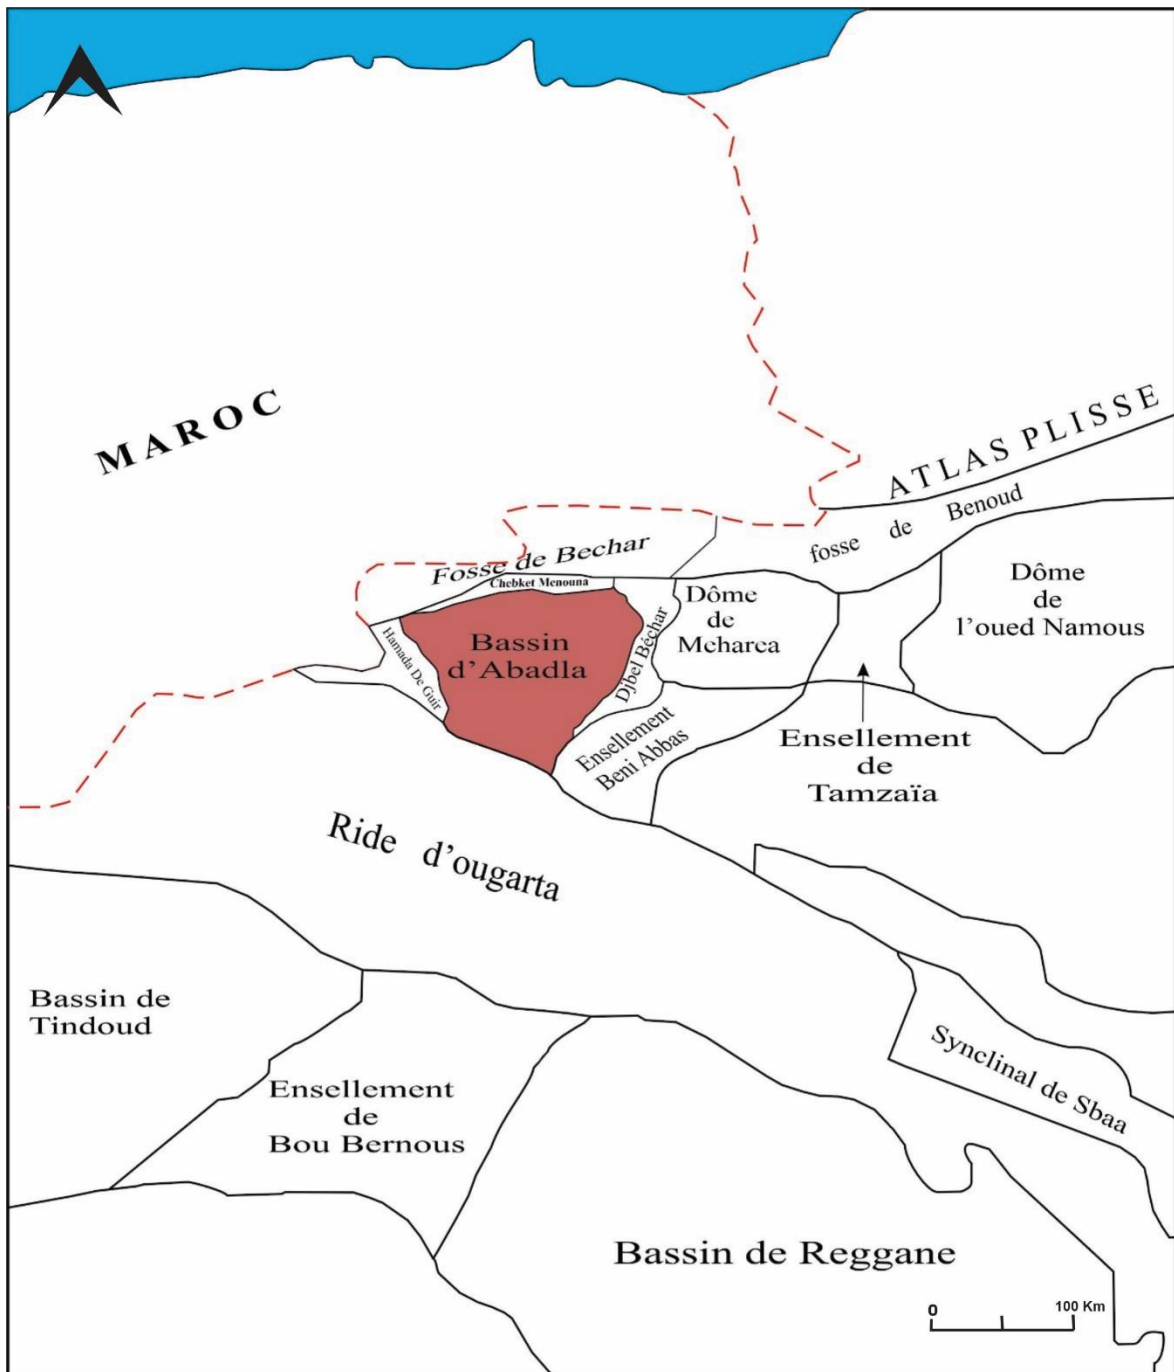 MAROC
ATLAS PLISSE
fosse de Benoud
Fosse de Bechar
Chebket Menouna
Hamada De Guir
Bassin
d'Abadla
Djbel Béchar
Dôme
de
Mcharca
Dôme
de
l'oued Namous
Ensellement
Beni Abbas
Ensellement
de
Tamzaïa
Ride d'ougarta
Bassin de
Tindoud
Ensellement
de
Bou Bernous
Synclinal de Sbaa
Bassin de Reggane
0 100 Km